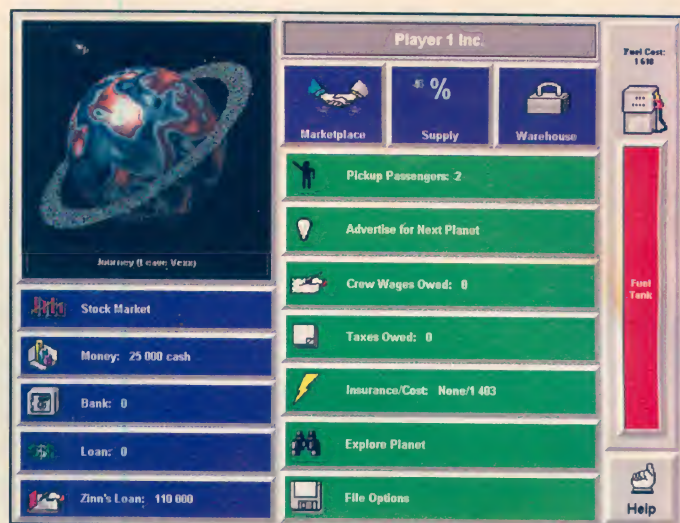 Player 1 Inc.
Fuel Cost:
1 610
%
Marketplace
Supply
Warehouse
Pickup Passengers: 2
Advertise for Next Planet
Journey (Leave Vexx)
Crew Wages Owed: 0
Fuel
Tank
Stock Market
Taxes Owed: 0
Money: 25 000 cash
Insurance/Cost: None/1 403
Bank: 0
Explore Planet
Loan: 0
Zinn's Loan: 110 000
File Options
Help